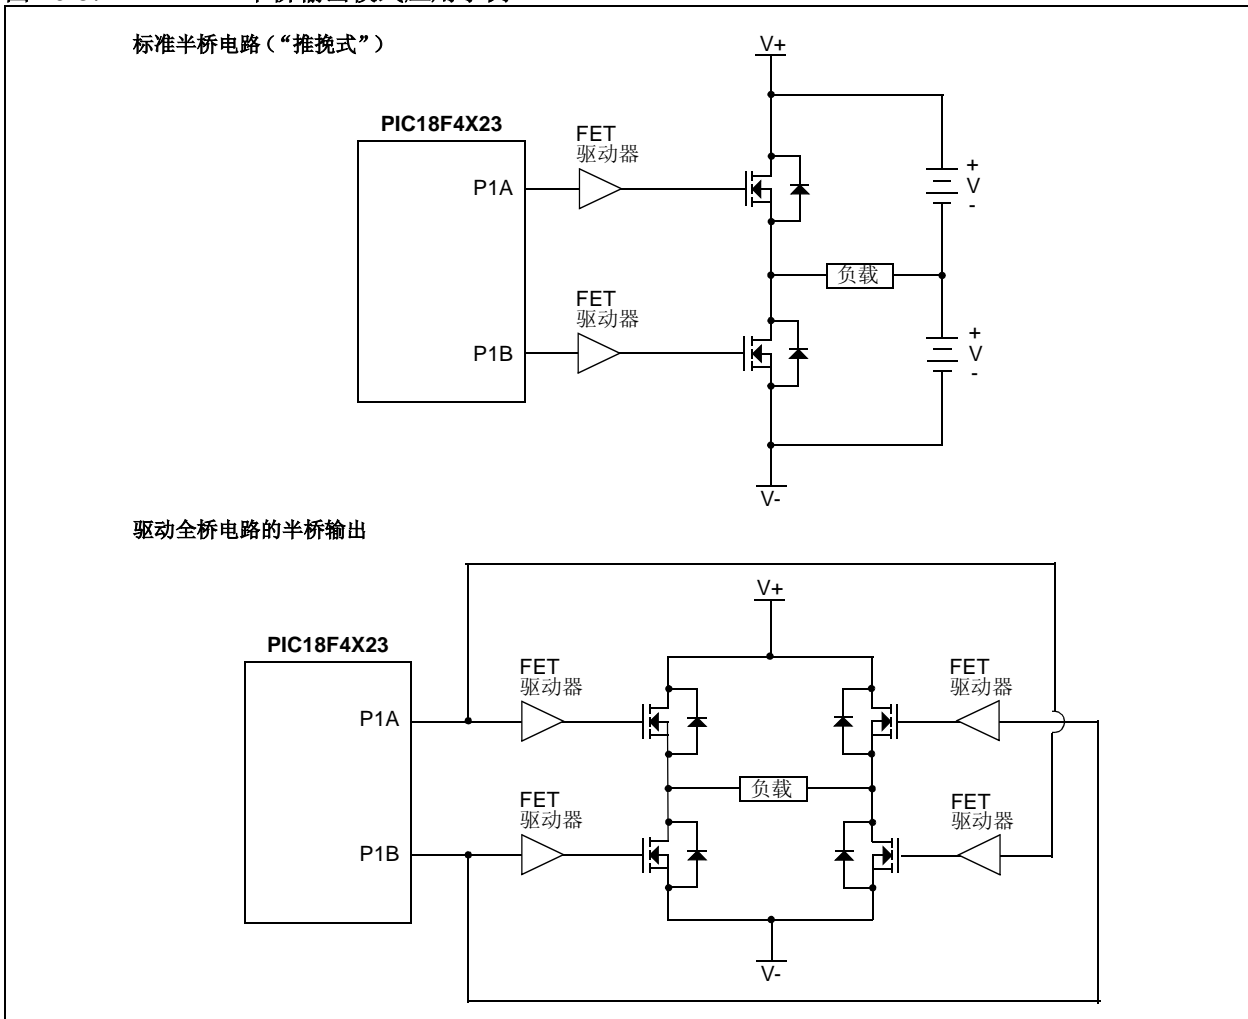 标准半桥电路（“推挽式”）
V+
PIC18F4X23
FET
驱动器
P1A
+
V
-
负载
FET
驱动器
P1B
+
V
-
V-
驱动全桥电路的半桥输出
V+
PIC18F4X23
FET
驱动器
FET
驱动器
P1A
负载
FET
驱动器
FET
驱动器
P1B
V-